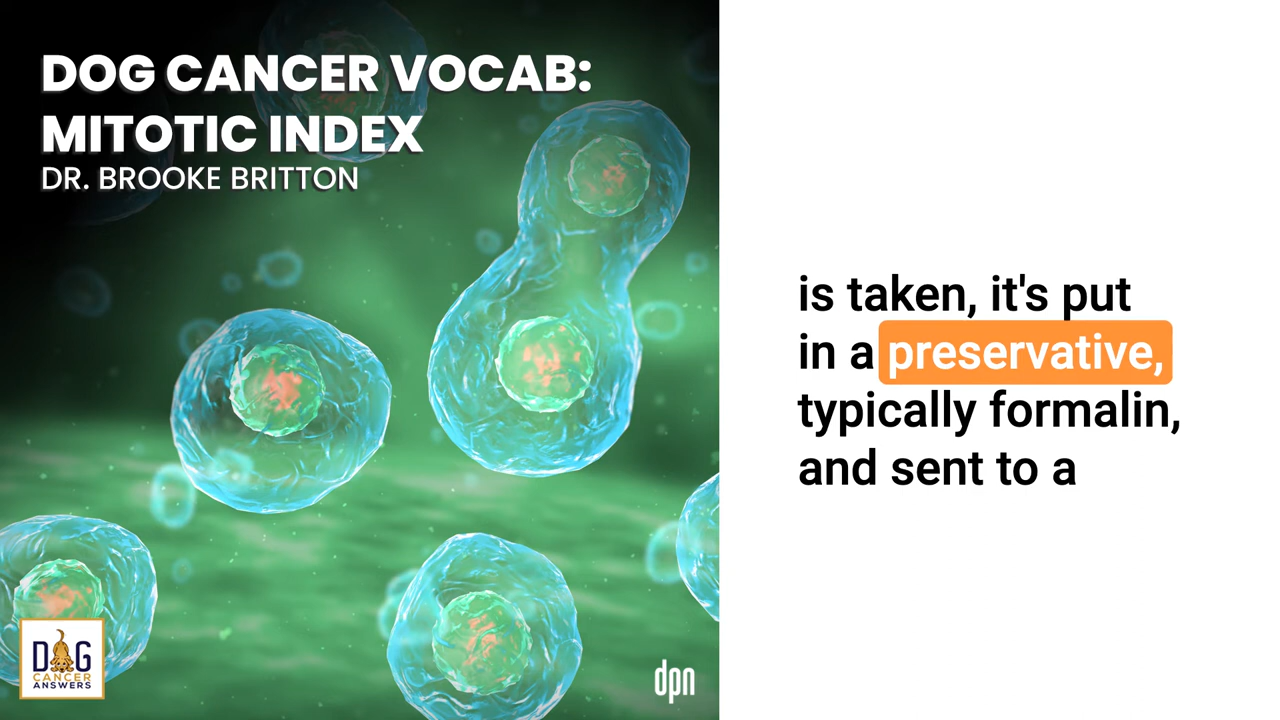 DOG CANCER VOCAB:
MITOTIC INDEX
DR. BROOKE BRITTON
is taken, it's put
in a preservative,
typically formalin,
and sent to a
DOG
CANCER
ANSWERS
dpn